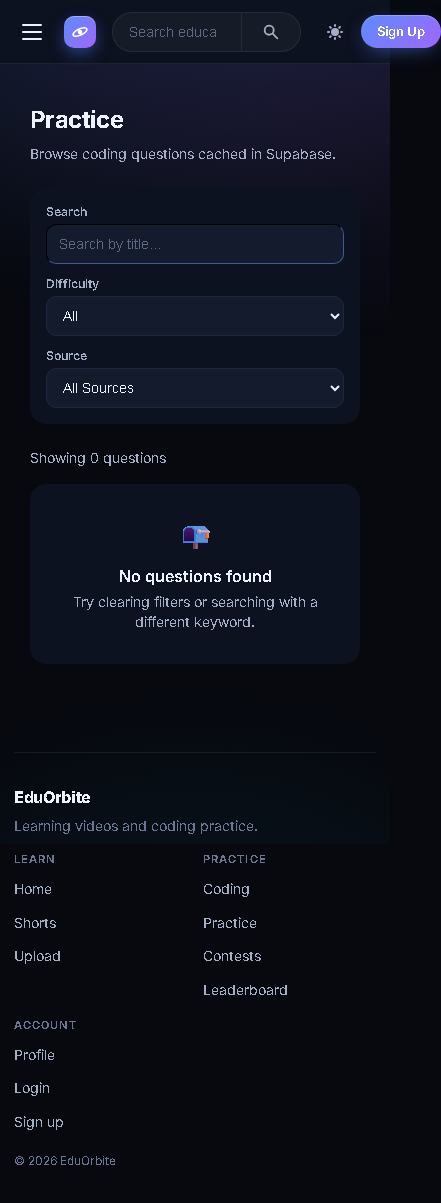 Search educa
Sign Up
Practice
Browse coding questions cached in Supabase.
Search
Search by title...
Difficulty
All
Source
All Sources
Showing 0 questions
No questions found
Try clearing filters or searching with a
different keyword.
EduOrbite
Learning videos and coding practice.
LEARN
Home
Shorts
Upload
PRACTICE
Coding
Practice
Contests
Leaderboard
ACCOUNT
Profile
Login
Sign up
© 2026 EduOrbite